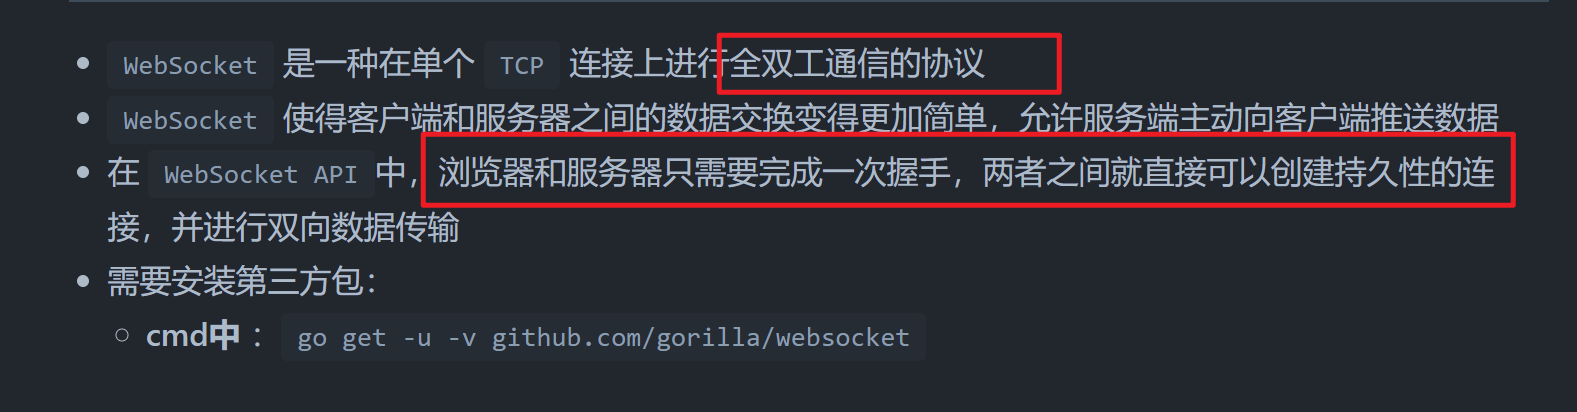 WebSocket 是一种在单个 TCP 连接上进行全双工通信的协议
WebSocket 使得客户端和服务器之间的数据交换变得更加简单，允许服务端主动向客户端推送数据
在 WebSocket API 中，浏览器和服务器只需要完成一次握手，两者之间就直接可以创建持久性的连
接，并进行双向数据传输
需要安装第三方包：
cmd中： go get -u -v github.com/gorilla/websocket